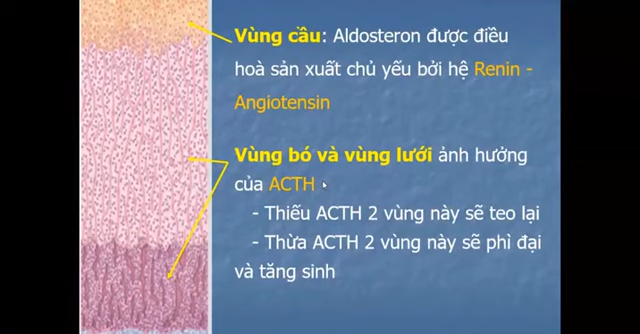 Vùng cầu: Aldosteron được điều
hoà sản xuất chủ yếu bởi hệ Renin -
Angiotensin
Vùng bó và vùng lưới ảnh hưởng
của ACTH
- Thiếu ACTH 2 vùng này sẽ teo lại
- Thừa ACTH 2 vùng này sẽ phì đại
và tăng sinh